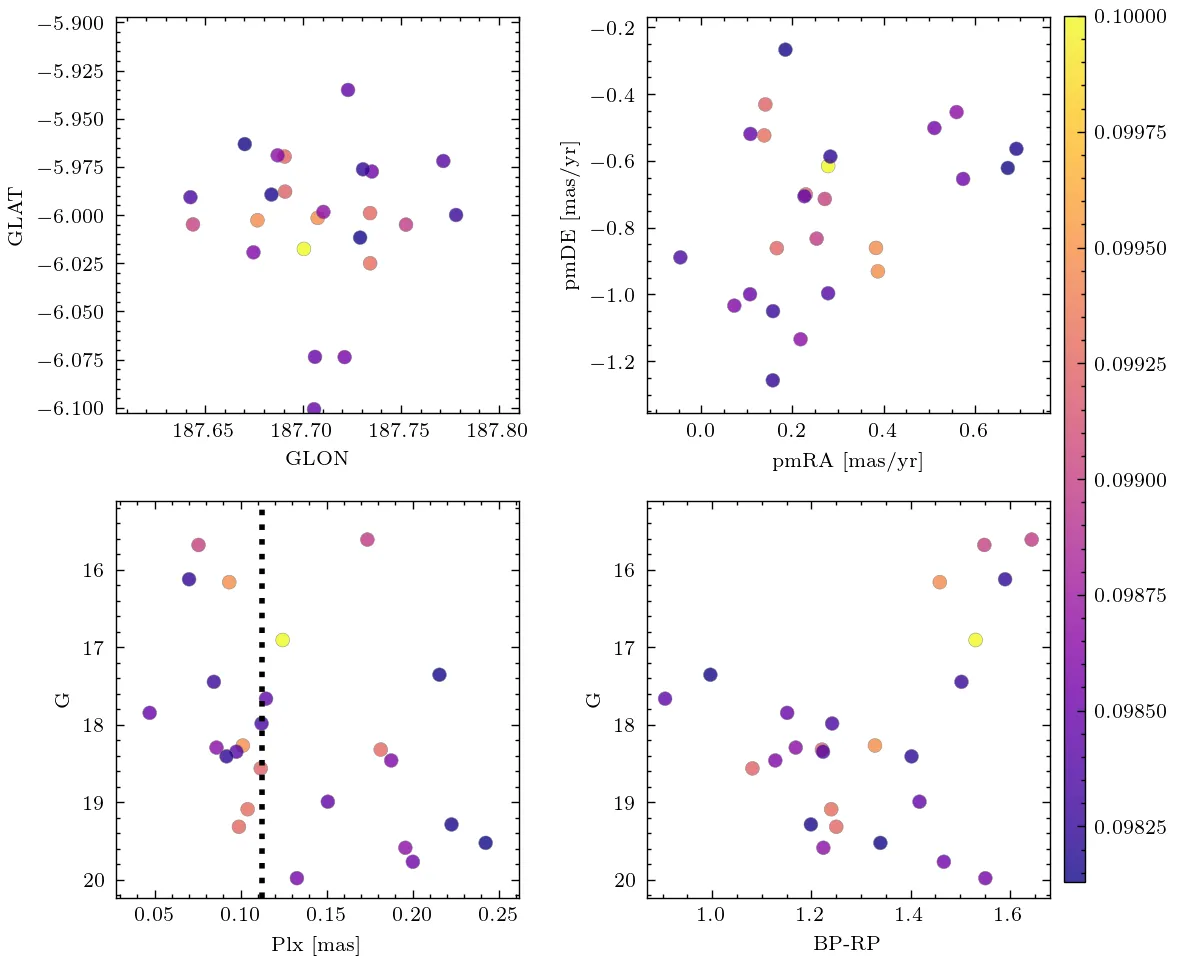 −5.900
−5.925
−5.950
−5.975
−6.000
−6.025
−6.050
−6.075
−6.100
GLAT
187.65 187.70 187.75 187.80
GLON
−0.2
−0.4
−0.6
−0.8
−1.0
−1.2
pmDE [mas/yr]
0.0 0.2 0.4 0.6
pmRA [mas/yr]
16
17
18
19
20
G
0.05 0.10 0.15 0.20 0.25
Plx [mas]
16
17
18
19
20
G
1.0 1.2 1.4 1.6
BP-RP
0.10000
0.09975
0.09950
0.09925
0.09900
0.09875
0.09850
0.09825